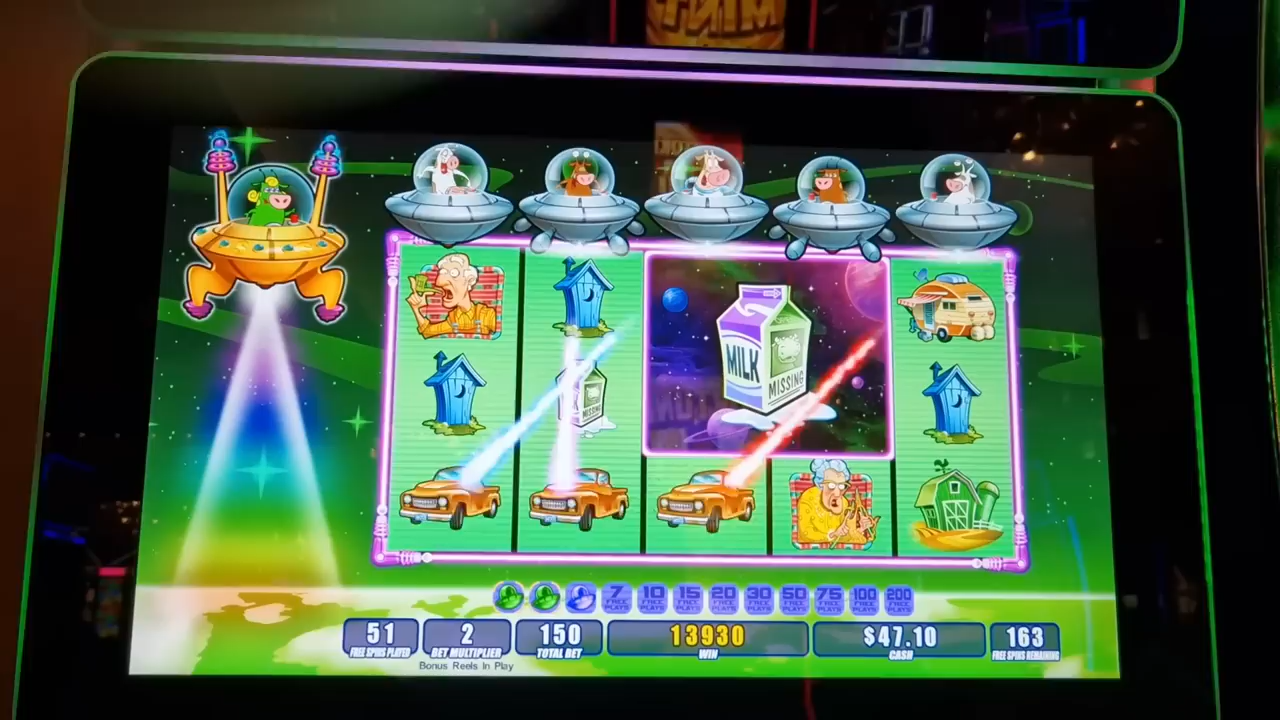 MILK
MISSING
MISSING
7 FREE PLAYS
10 FREE PLAYS
15 FREE PLAYS
20 FREE PLAYS
30 FREE PLAYS
50 FREE PLAYS
75 FREE PLAYS
100 FREE PLAYS
200 FREE PLAYS
51
FREE SPINS PLAYED
2
BET MULTIPLIER
150
TOTAL BET
13930
WIN
$47.10
CASH
163
FREE SPINS REMAINING
Bonus Reels In Play